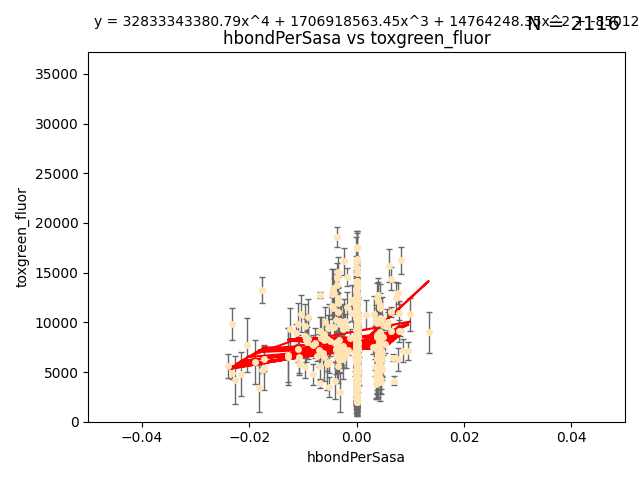 y = 32833343380.79x^4 + 1706918563.45x^3 + 14764248.35x^2 + -85012
N = 2116
hbondPerSasa vs toxgreen_fluor
35000
30000
25000
20000
15000
10000
5000
0
toxgreen_fluor
−0.04 −0.02 0.00 0.02 0.04
hbondPerSasa